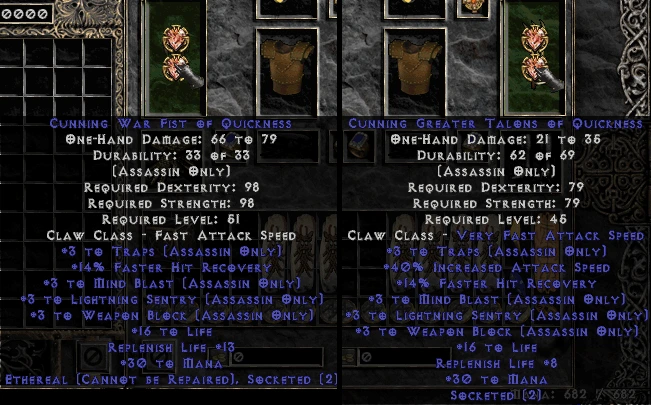 Cunning War Fist of Quickness
One-Hand Damage: 66 to 79
Durability: 33 of 33
(Assassin Only)
Required Dexterity: 98
Required Strength: 98
Required Level: 51
Claw Class - Fast Attack Speed
+3 to Traps (Assassin Only)
+14% Faster Hit Recovery
+3 to Mind Blast (Assassin Only)
+3 to Lightning Sentry (Assassin Only)
+3 to Weapon Block (Assassin Only)
+16 to Life
Replenish Life +13
+30 to Mana
Ethereal (Cannot be Repaired), Socketed (2)
Cunning Greater Talons of Quickness
One-Hand Damage: 21 to 35
Durability: 62 of 69
(Assassin Only)
Required Dexterity: 79
Required Strength: 79
Required Level: 45
Claw Class - Very Fast Attack Speed
+3 to Traps (Assassin Only)
+40% Increased Attack Speed
+14% Faster Hit Recovery
+3 to Mind Blast (Assassin Only)
+3 to Lightning Sentry (Assassin Only)
+3 to Weapon Block (Assassin Only)
+16 to Life
Replenish Life +8
+30 to Mana
Socketed (2)
Mana: 682 / 682